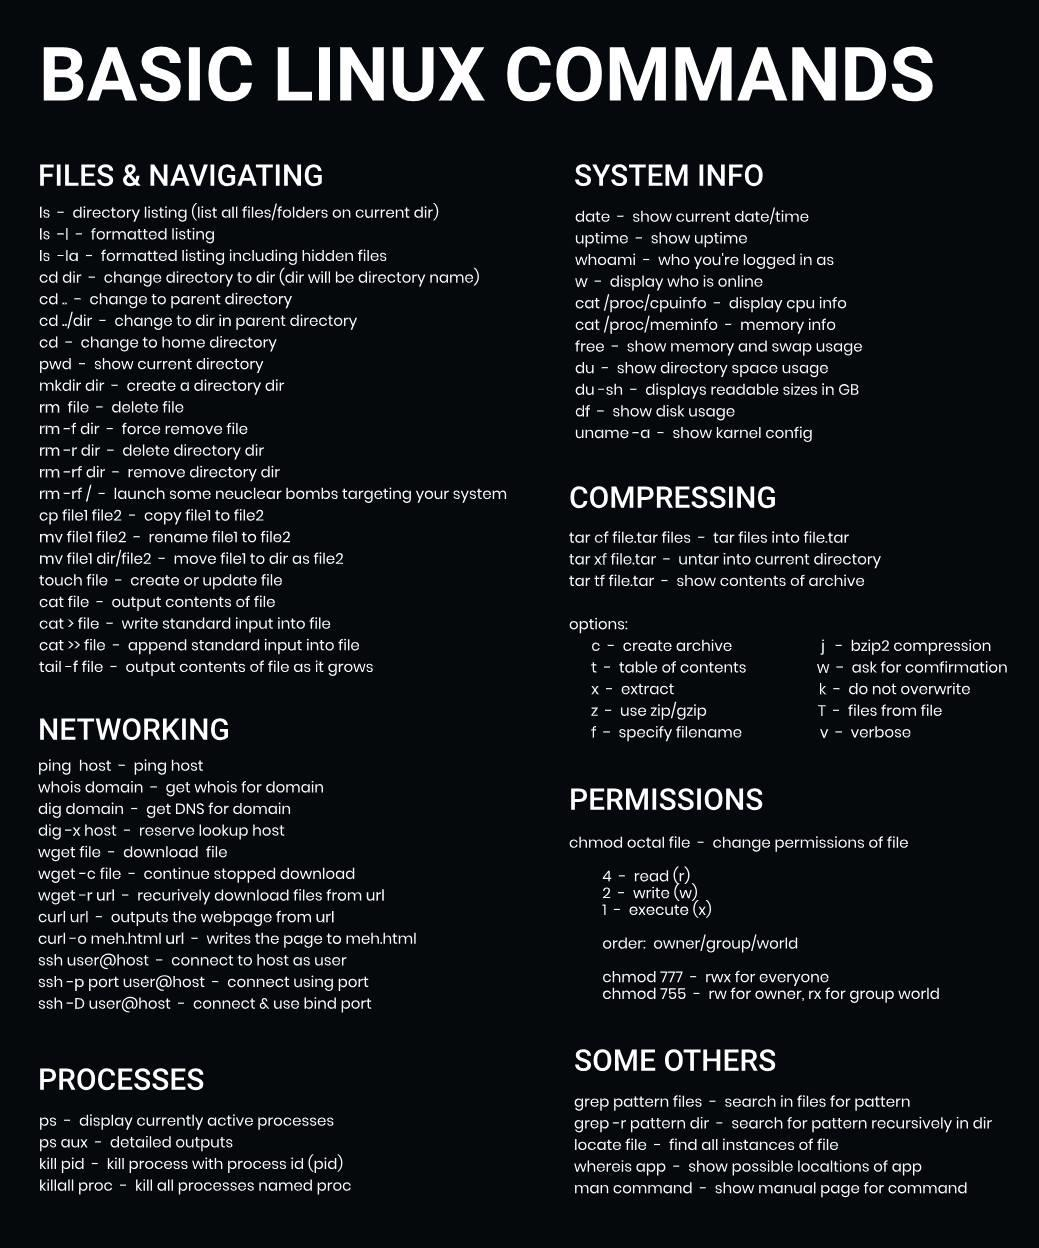 BASIC LINUX COMMANDS
FILES & NAVIGATING
ls - directory listing (list all files/folders on current dir)
ls -l - formatted listing
ls -la - formatted listing including hidden files
cd dir - change directory to dir (dir will be directory name)
cd .. - change to parent directory
cd ../dir - change to dir in parent directory
cd - change to home directory
pwd - show current directory
mkdir dir - create a directory dir
rm file - delete file
rm -f dir - force remove file
rm -r dir - delete directory dir
rm -rf dir - remove directory dir
rm -rf / - launch some neuclear bombs targeting your system
cp file1 file2 - copy file1 to file2
mv file1 file2 - rename file1 to file2
mv file1 dir/file2 - move file1 to dir as file2
touch file - create or update file
cat file - output contents of file
cat > file - write standard input into file
cat >> file - append standard input into file
tail -f file - output contents of file as it grows
NETWORKING
ping host - ping host
whois domain - get whois for domain
dig domain - get DNS for domain
dig -x host - reserve lookup host
wget file - download file
wget -c file - continue stopped download
wget -r url - recurively download files from url
curl url - outputs the webpage from url
curl -o meh.html url - writes the page to meh.html
ssh user@host - connect to host as user
ssh -p port user@host - connect using port
ssh -D user@host - connect & use bind port
PROCESSES
ps - display currently active processes
ps aux - detailed outputs
kill pid - kill process with process id (pid)
killall proc - kill all processes named proc
SYSTEM INFO
date - show current date/time
uptime - show uptime
whoami - who you're logged in as
w - display who is online
cat /proc/cpuinfo - display cpu info
cat /proc/meminfo - memory info
free - show memory and swap usage
du - show directory space usage
du -sh - displays readable sizes in GB
df - show disk usage
uname -a - show karnel config
COMPRESSING
tar cf file.tar files - tar files into file.tar
tar xf file.tar - untar into current directory
tar tf file.tar - show contents of archive
options:
c - create archive
t - table of contents
x - extract
z - use zip/gzip
f - specify filename
j - bzip2 compression
w - ask for comfirmation
k - do not overwrite
T - files from file
v - verbose
PERMISSIONS
chmod octal file - change permissions of file
4 - read (r)
2 - write (w)
1 - execute (x)
order: owner/group/world
chmod 777 - rwx for everyone
chmod 755 - rw for owner, rx for group world
SOME OTHERS
grep pattern files - search in files for pattern
grep -r pattern dir - search for pattern recursively in dir
locate file - find all instances of file
whereis app - show possible localtions of app
man command - show manual page for command